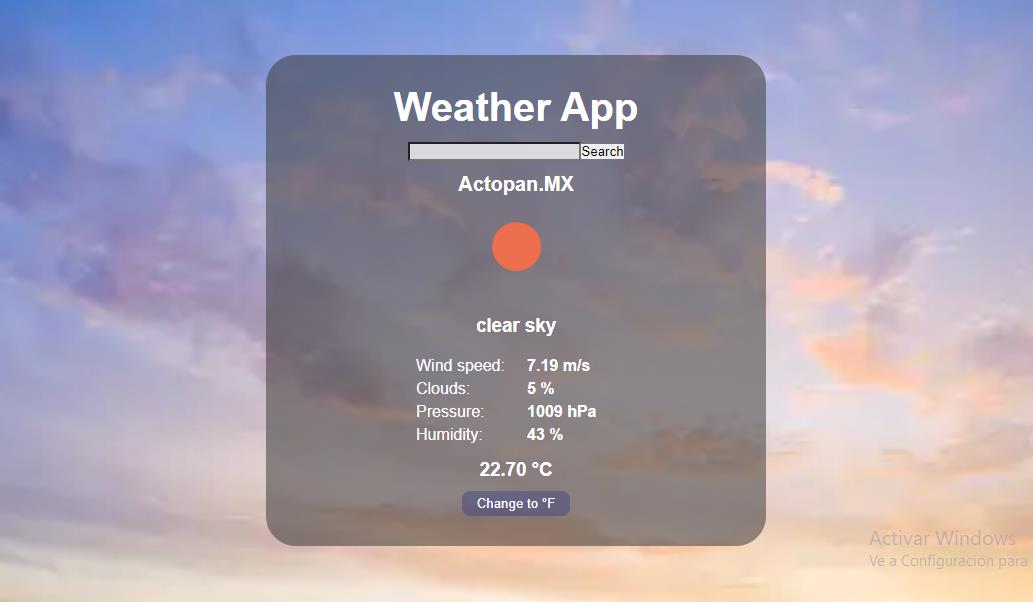 Weather App
Search
Actopan.MX
clear sky
Wind speed: 7.19 m/s
Clouds: 5 %
Pressure: 1009 hPa
Humidity: 43 %
22.70 °C
Change to °F
Activar Windows
Ve a Configuración para